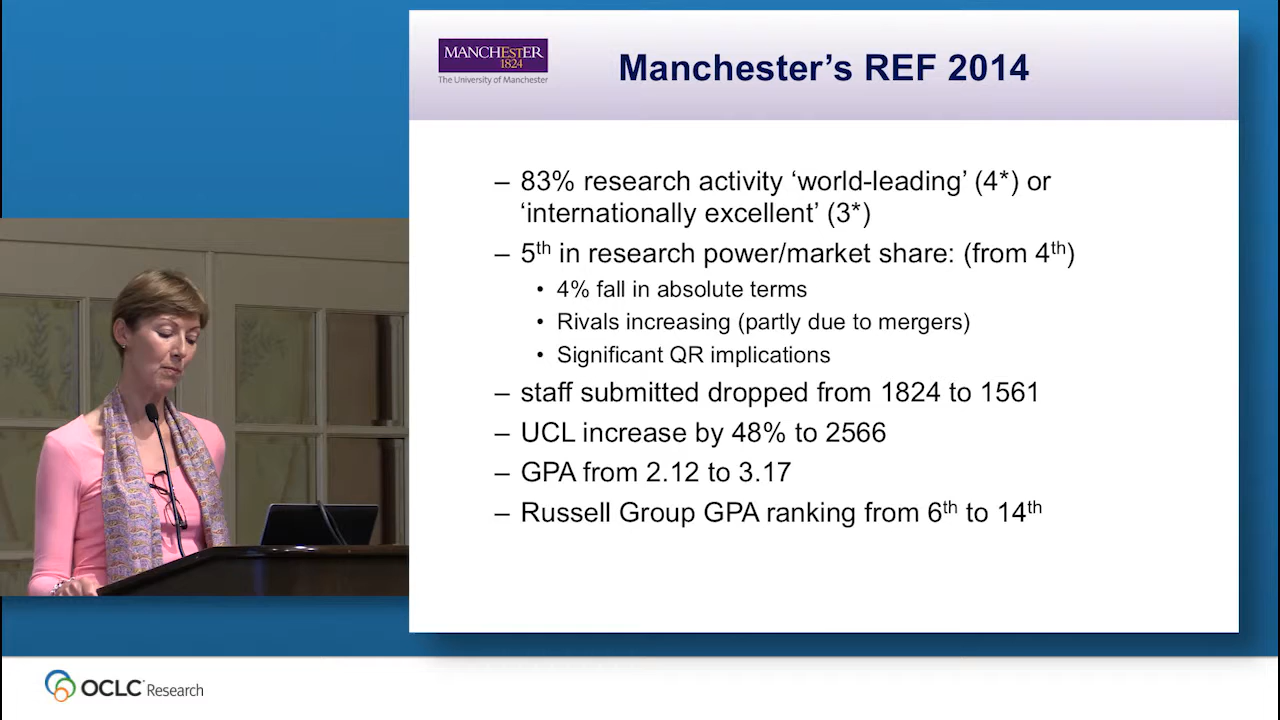 MANCHESTER
1824
The University of Manchester
Manchester’s REF 2014
– 83% research activity ‘world-leading’ (4*) or
‘internationally excellent’ (3*)
– 5th in research power/market share: (from 4th)
• 4% fall in absolute terms
• Rivals increasing (partly due to mergers)
• Significant QR implications
– staff submitted dropped from 1824 to 1561
– UCL increase by 48% to 2566
– GPA from 2.12 to 3.17
– Russell Group GPA ranking from 6th to 14th
OCLC Research